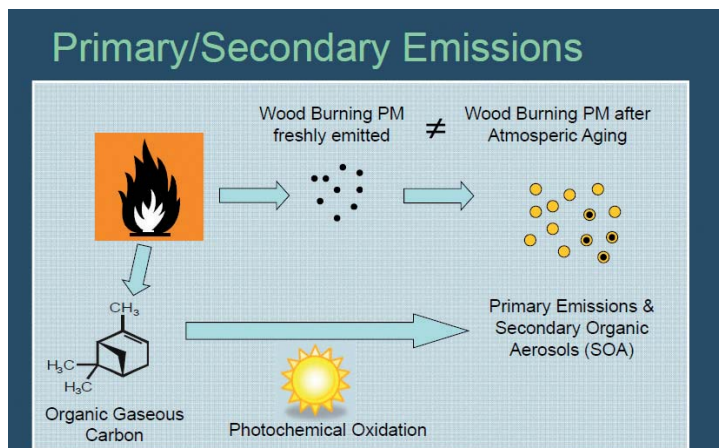 Primary/Secondary Emissions
Wood Burning PM
freshly emitted
≠
Wood Burning PM after
Atmosperic Aging
CH₃
H₃C
H₃C
Organic Gaseous
Carbon
Photochemical Oxidation
Primary Emissions &
Secondary Organic
Aerosols (SOA)